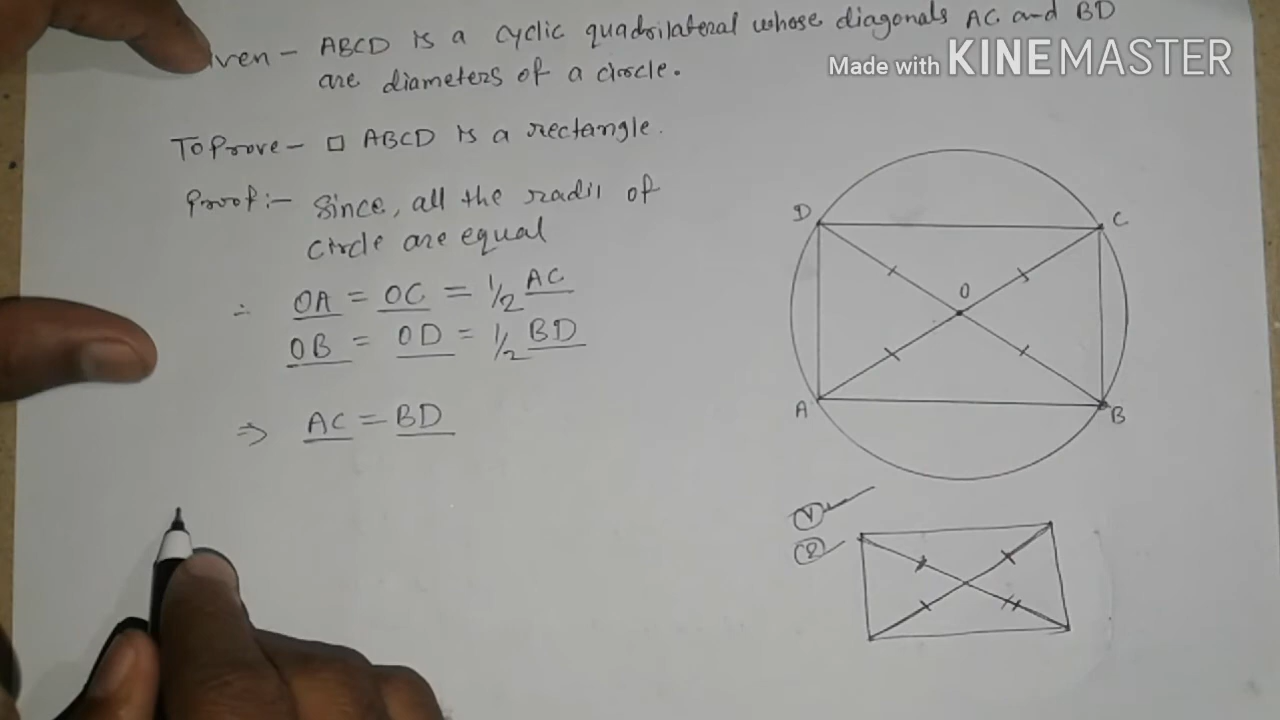 iven - ABCD is a cyclic quadrilateral whose diagonals AC and BD
are diameters of a circle.
Made with KINEMASTER
To Prove - □ ABCD is a rectangle.
Proof :- Since, all the radii of
circle are equal
∴ OA = OC = 1/2 AC
OB = OD = 1/2 BD
⇒ AC = BD
D
C
O
A
B
1
2